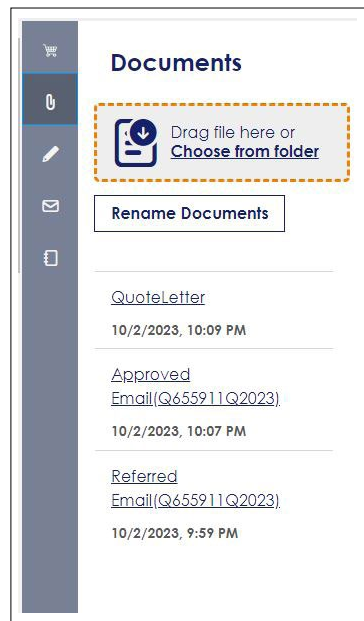 Documents
Drag file here or
Choose from folder
Rename Documents
QuoteLetter
10/2/2023, 10:09 PM
Approved
Email(Q655911Q2023)
10/2/2023, 10:07 PM
Referred
Email(Q655911Q2023)
10/2/2023, 9:59 PM